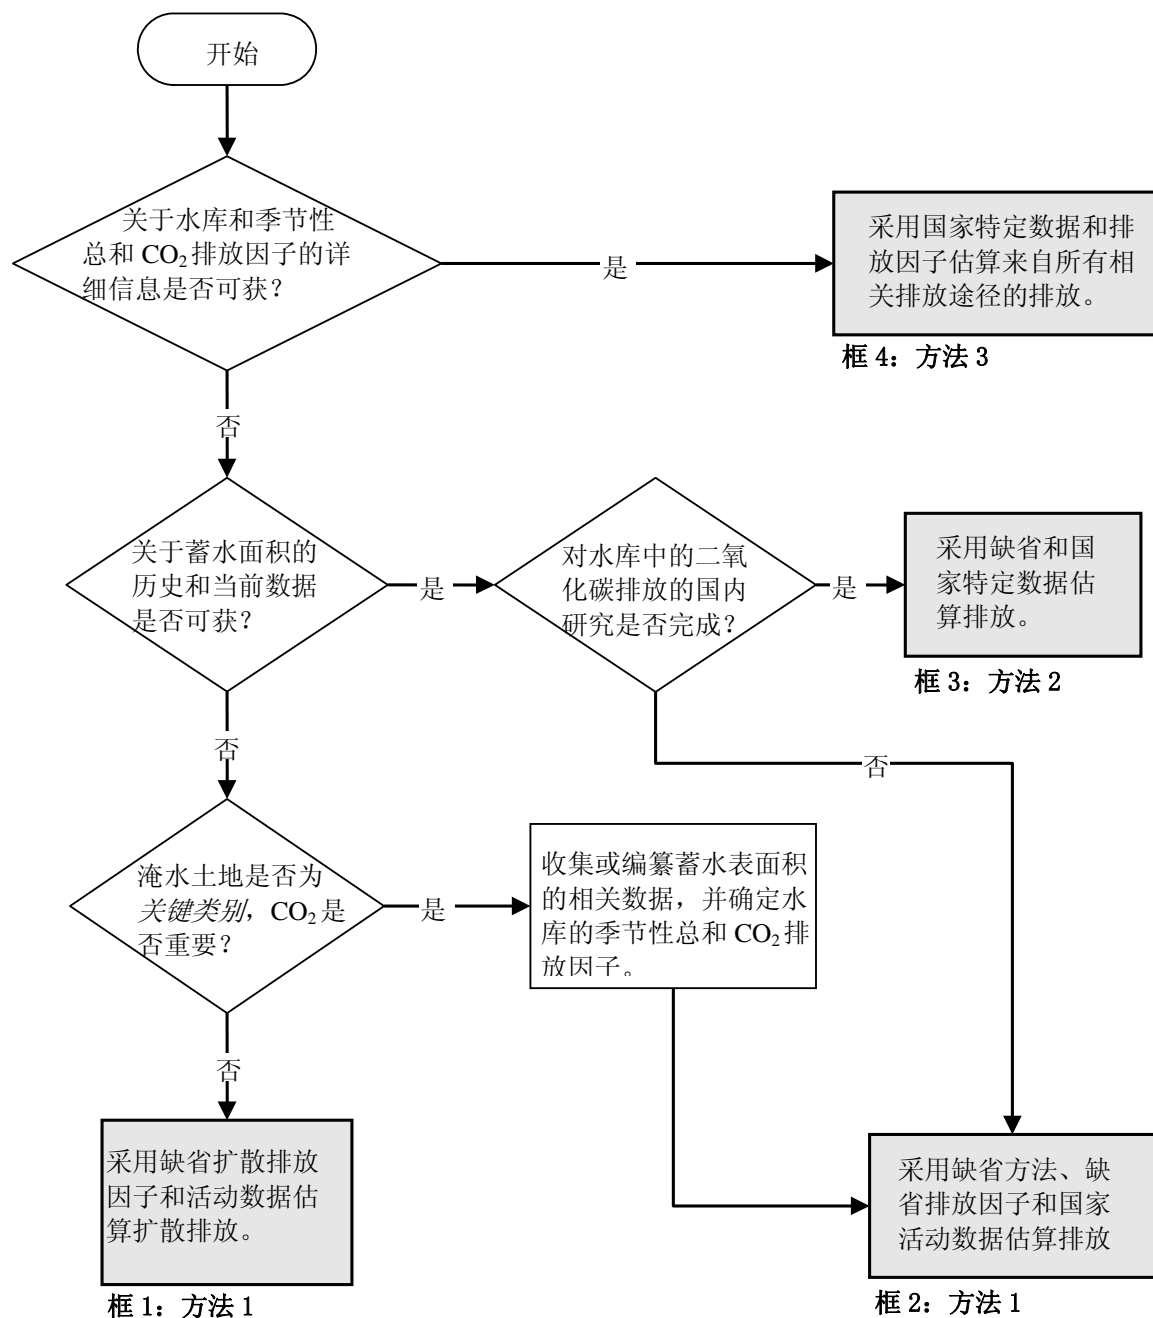 开始
关于水库和季节性
总和 CO₂排放因子的详
细信息是否可获？
是
采用国家特定数据和排
放因子估算来自所有相
关排放途径的排放。
框 4：方法 3
否
关于蓄水面积的
历史和当前数据
是否可获？
是
对水库中的二氧
化碳排放的国内
研究是否完成？
是
采用缺省和国
家特定数据估
算排放。
框 3：方法 2
否
否
淹水土地是否为
关键类别，CO₂是
否重要？
是
收集或编纂蓄水表面积
的相关数据，并确定水
库的季节性总和 CO₂排
放因子。
否
采用缺省扩散排放
因子和活动数据估
算扩散排放。
框 1：方法 1
采用缺省方法、缺
省排放因子和国家
活动数据估算排放
框 2：方法 1